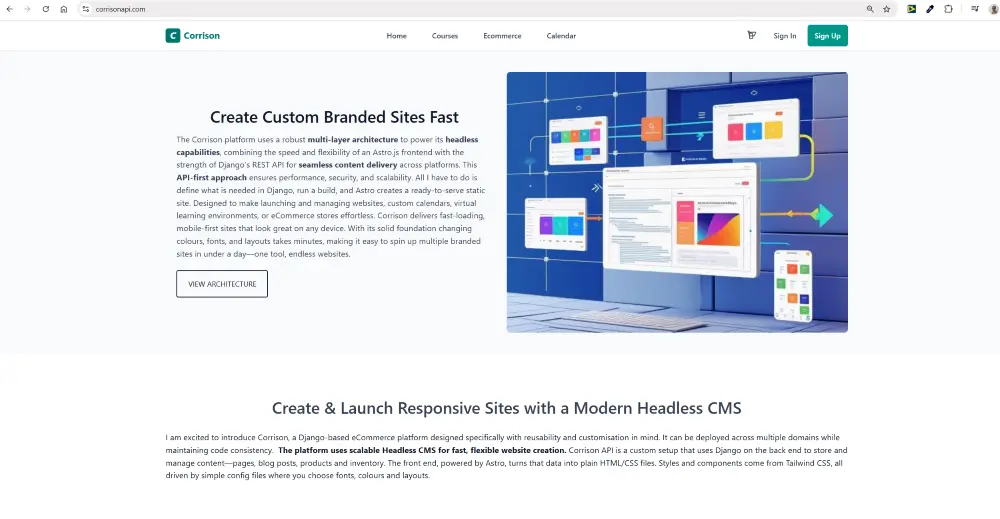 corrisonapi.com
C Corrison
Home Courses Ecommerce Calendar
Sign In Sign Up
Create Custom Branded Sites Fast
The Corrison platform uses a robust multi-layer architecture to power its headless
capabilities, combining the speed and flexibility of an Astro.js frontend with the
strength of Django's REST API for seamless content delivery across platforms. This
API-first approach ensures performance, security, and scalability. All I have to do is
define what is needed in Django, run a build, and Astro creates a ready-to-serve static
site. Designed to make launching and managing websites, custom calendars, virtual
learning environments, or eCommerce stores effortless. Corrison delivers fast-loading,
mobile-first sites that look great on any device. With its solid foundation changing
colours, fonts, and layouts takes minutes, making it easy to spin up multiple branded
sites in under a day—one tool, endless websites.
VIEW ARCHITECTURE
Create & Launch Responsive Sites with a Modern Headless CMS
I am excited to introduce Corrison, a Django-based eCommerce platform designed specifically with reusability and customisation in mind. It can be deployed across multiple domains while
maintaining code consistency. The platform uses scalable Headless CMS for fast, flexible website creation. Corrison API is a custom setup that uses Django on the back end to store and
manage content—pages, blog posts, products and inventory. The front end, powered by Astro, turns that data into plain HTML/CSS files. Styles and components come from Tailwind CSS, all
driven by simple config files where you choose fonts, colours and layouts.